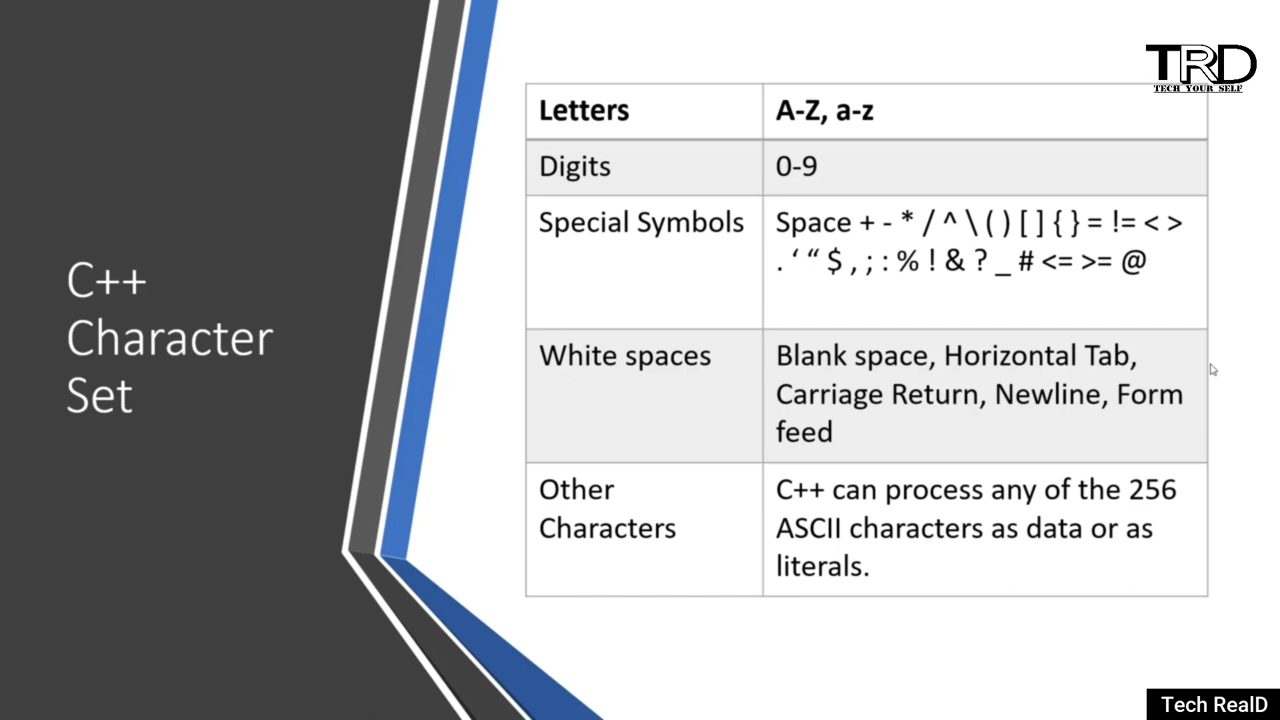 TRD
TECH YOUR SELF
C++
Character
Set
Letters
A-Z, a-z
Digits
0-9
Special Symbols
Space + - * / ^ \ ( ) [ ] { } = != < >
. ‘ “ $ , ; : % ! & ? _ # <= >= @
White spaces
Blank space, Horizontal Tab,
Carriage Return, Newline, Form
feed
Other
Characters
C++ can process any of the 256
ASCII characters as data or as
literals.
Tech RealD